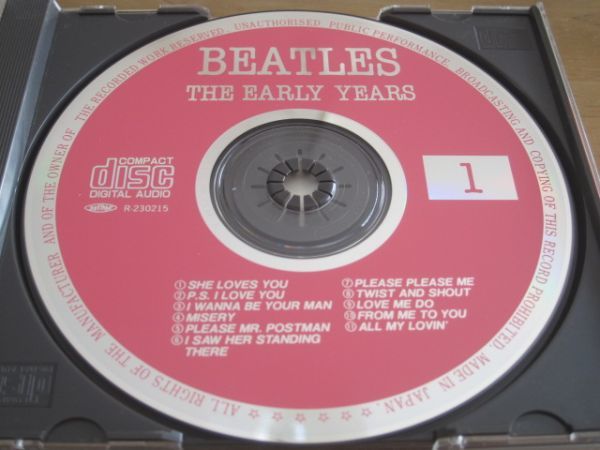 ALL RIGHTS OF THE MANUFACTURER AND OF THE OWNER OF THE RECORDED WORK RESERVED. UNAUTHORISED PUBLIC PERFORMANCE, BROADCASTING AND COPYING OF THIS RECORD PROHIBITED. MADE IN JAPAN.
BEATLES
THE EARLY YEARS
COMPACT
disc
DIGITAL AUDIO
R-230215
1
① SHE LOVES YOU
② P.S. I LOVE YOU
③ I WANNA BE YOUR MAN
④ MISERY
⑤ PLEASE MR. POSTMAN
⑥ I SAW HER STANDING
THERE
⑦ PLEASE PLEASE ME
⑧ TWIST AND SHOUT
⑨ LOVE ME DO
⑩ FROM ME TO YOU
⑪ ALL MY LOVIN'